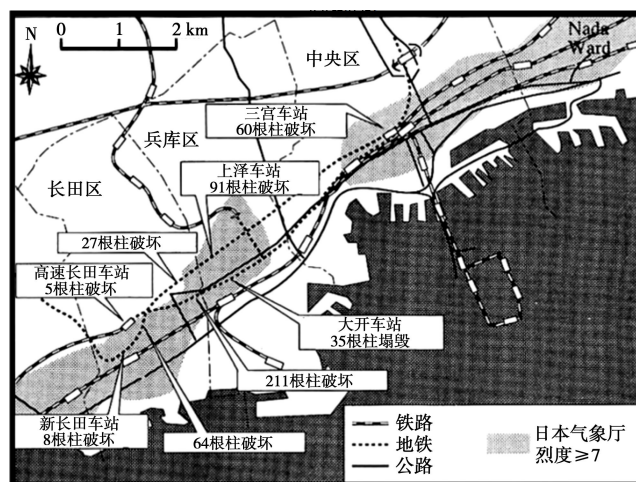 N
0
1
2 km
Nada
Ward
中央区
三宫车站
60根柱破坏
兵库区
上泽车站
91根柱破坏
长田区
27根柱破坏
高速长田车站
5根柱破坏
大开车站
35根柱塌毁
211根柱破坏
新长田车站
8根柱破坏
64根柱破坏
铁路
地铁
公路
日本气象厅
烈度≥7